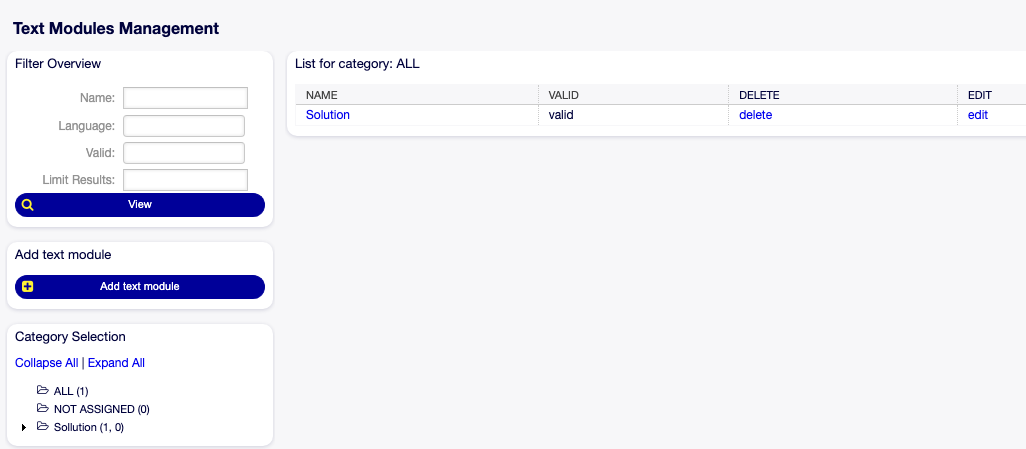 Text Modules Management
Filter Overview
Name:
Language:
Valid:
Limit Results:
View
Add text module
Add text module
Category Selection
Collapse All | Expand All
ALL (1)
NOT ASSIGNED (0)
Sollution (1, 0)
List for category: ALL
NAME VALID DELETE EDIT
Solution valid delete edit